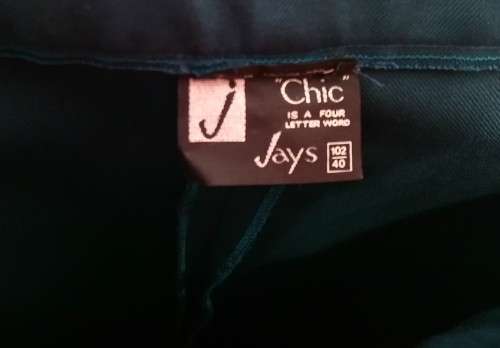 j
"Chic"
IS A FOUR
LETTER WORD
Jays
102
40